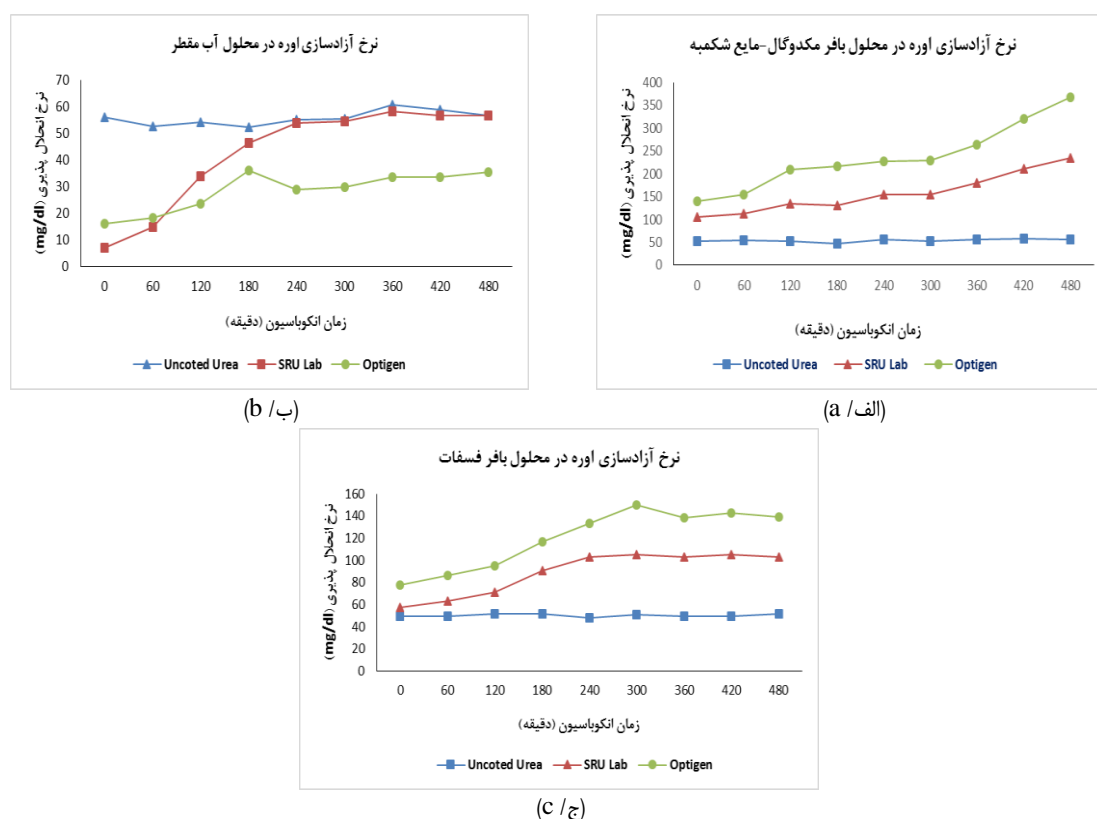 نرخ آزادسازی اوره در محلول آب مقطر
نرخ انحلال پذیری (mg/dl)
70
60
50
40
30
20
10
0
0 60 120 180 240 300 360 420 480
زمان انکوباسیون (دقیقه)
Uncoted Urea SRU Lab Optigen
(ب/ b)
نرخ آزادسازی اوره در محلول بافر مکدوگال-مایع شکمبه
نرخ انحلال پذیری (mg/dl)
400
350
300
250
200
150
100
50
0
0 60 120 180 240 300 360 420 480
زمان انکوباسیون (دقیقه)
Uncoted Urea SRU Lab Optigen
(الف/ a)
نرخ آزادسازی اوره در محلول بافر فسفات
نرخ انحلال پذیری (mg/dl)
160
140
120
100
80
60
40
20
0
0 60 120 180 240 300 360 420 480
زمان انکوباسیون (دقیقه)
Uncoted Urea SRU Lab Optigen
(ج/ c)